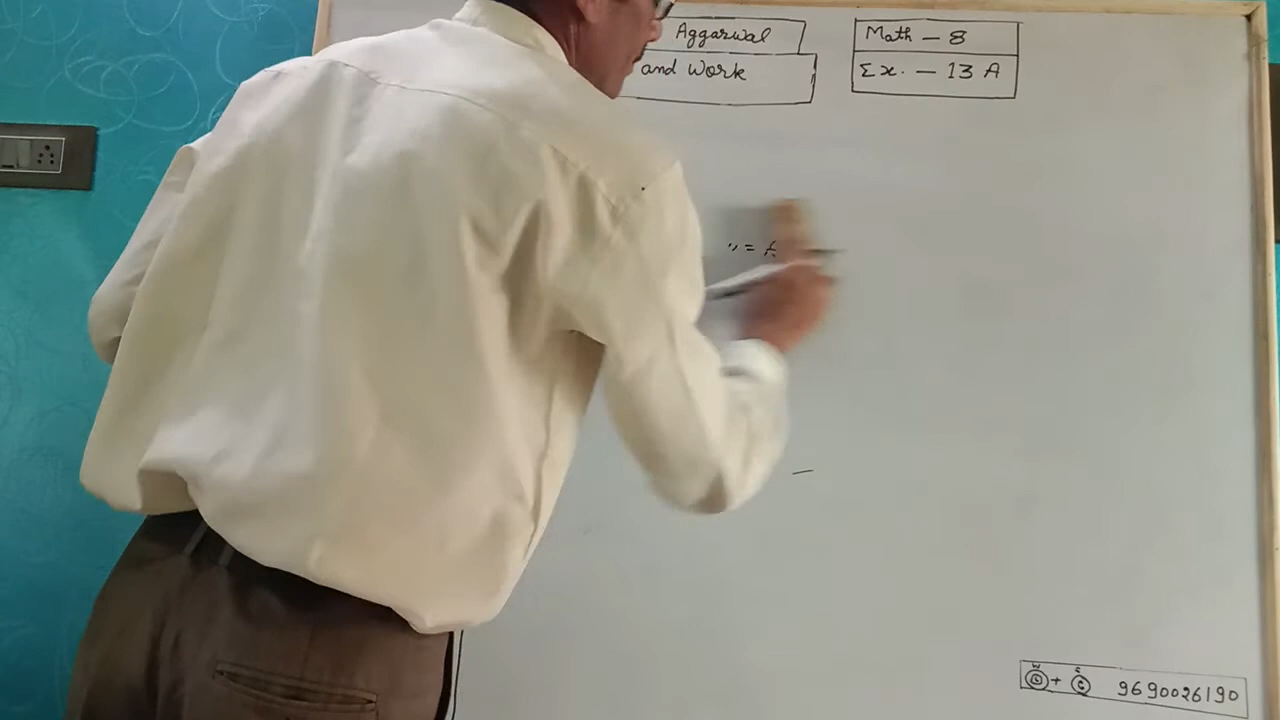 Aggarwal
and Work
Math - 8
Ex. - 13 A
" = A
W C
+ 9690026190